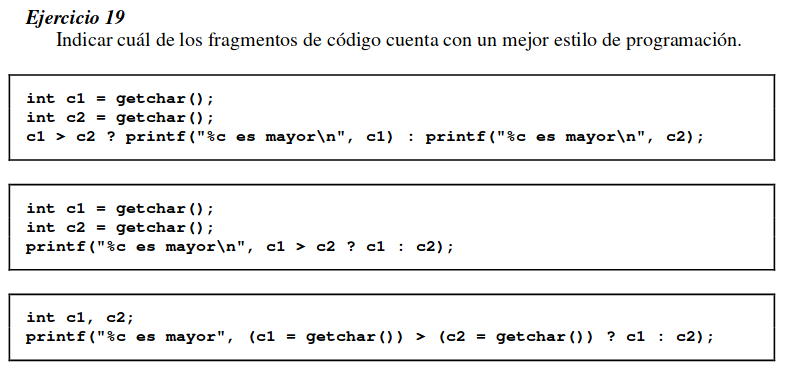 Ejercicio 19
Indicar cuál de los fragmentos de código cuenta con un mejor estilo de programación.
int c1 = getchar();
int c2 = getchar();
c1 > c2 ? printf("%c es mayor\n", c1) : printf("%c es mayor\n", c2);
int c1 = getchar();
int c2 = getchar();
printf("%c es mayor\n", c1 > c2 ? c1 : c2);
int c1, c2;
printf("%c es mayor", (c1 = getchar()) > (c2 = getchar()) ? c1 : c2);